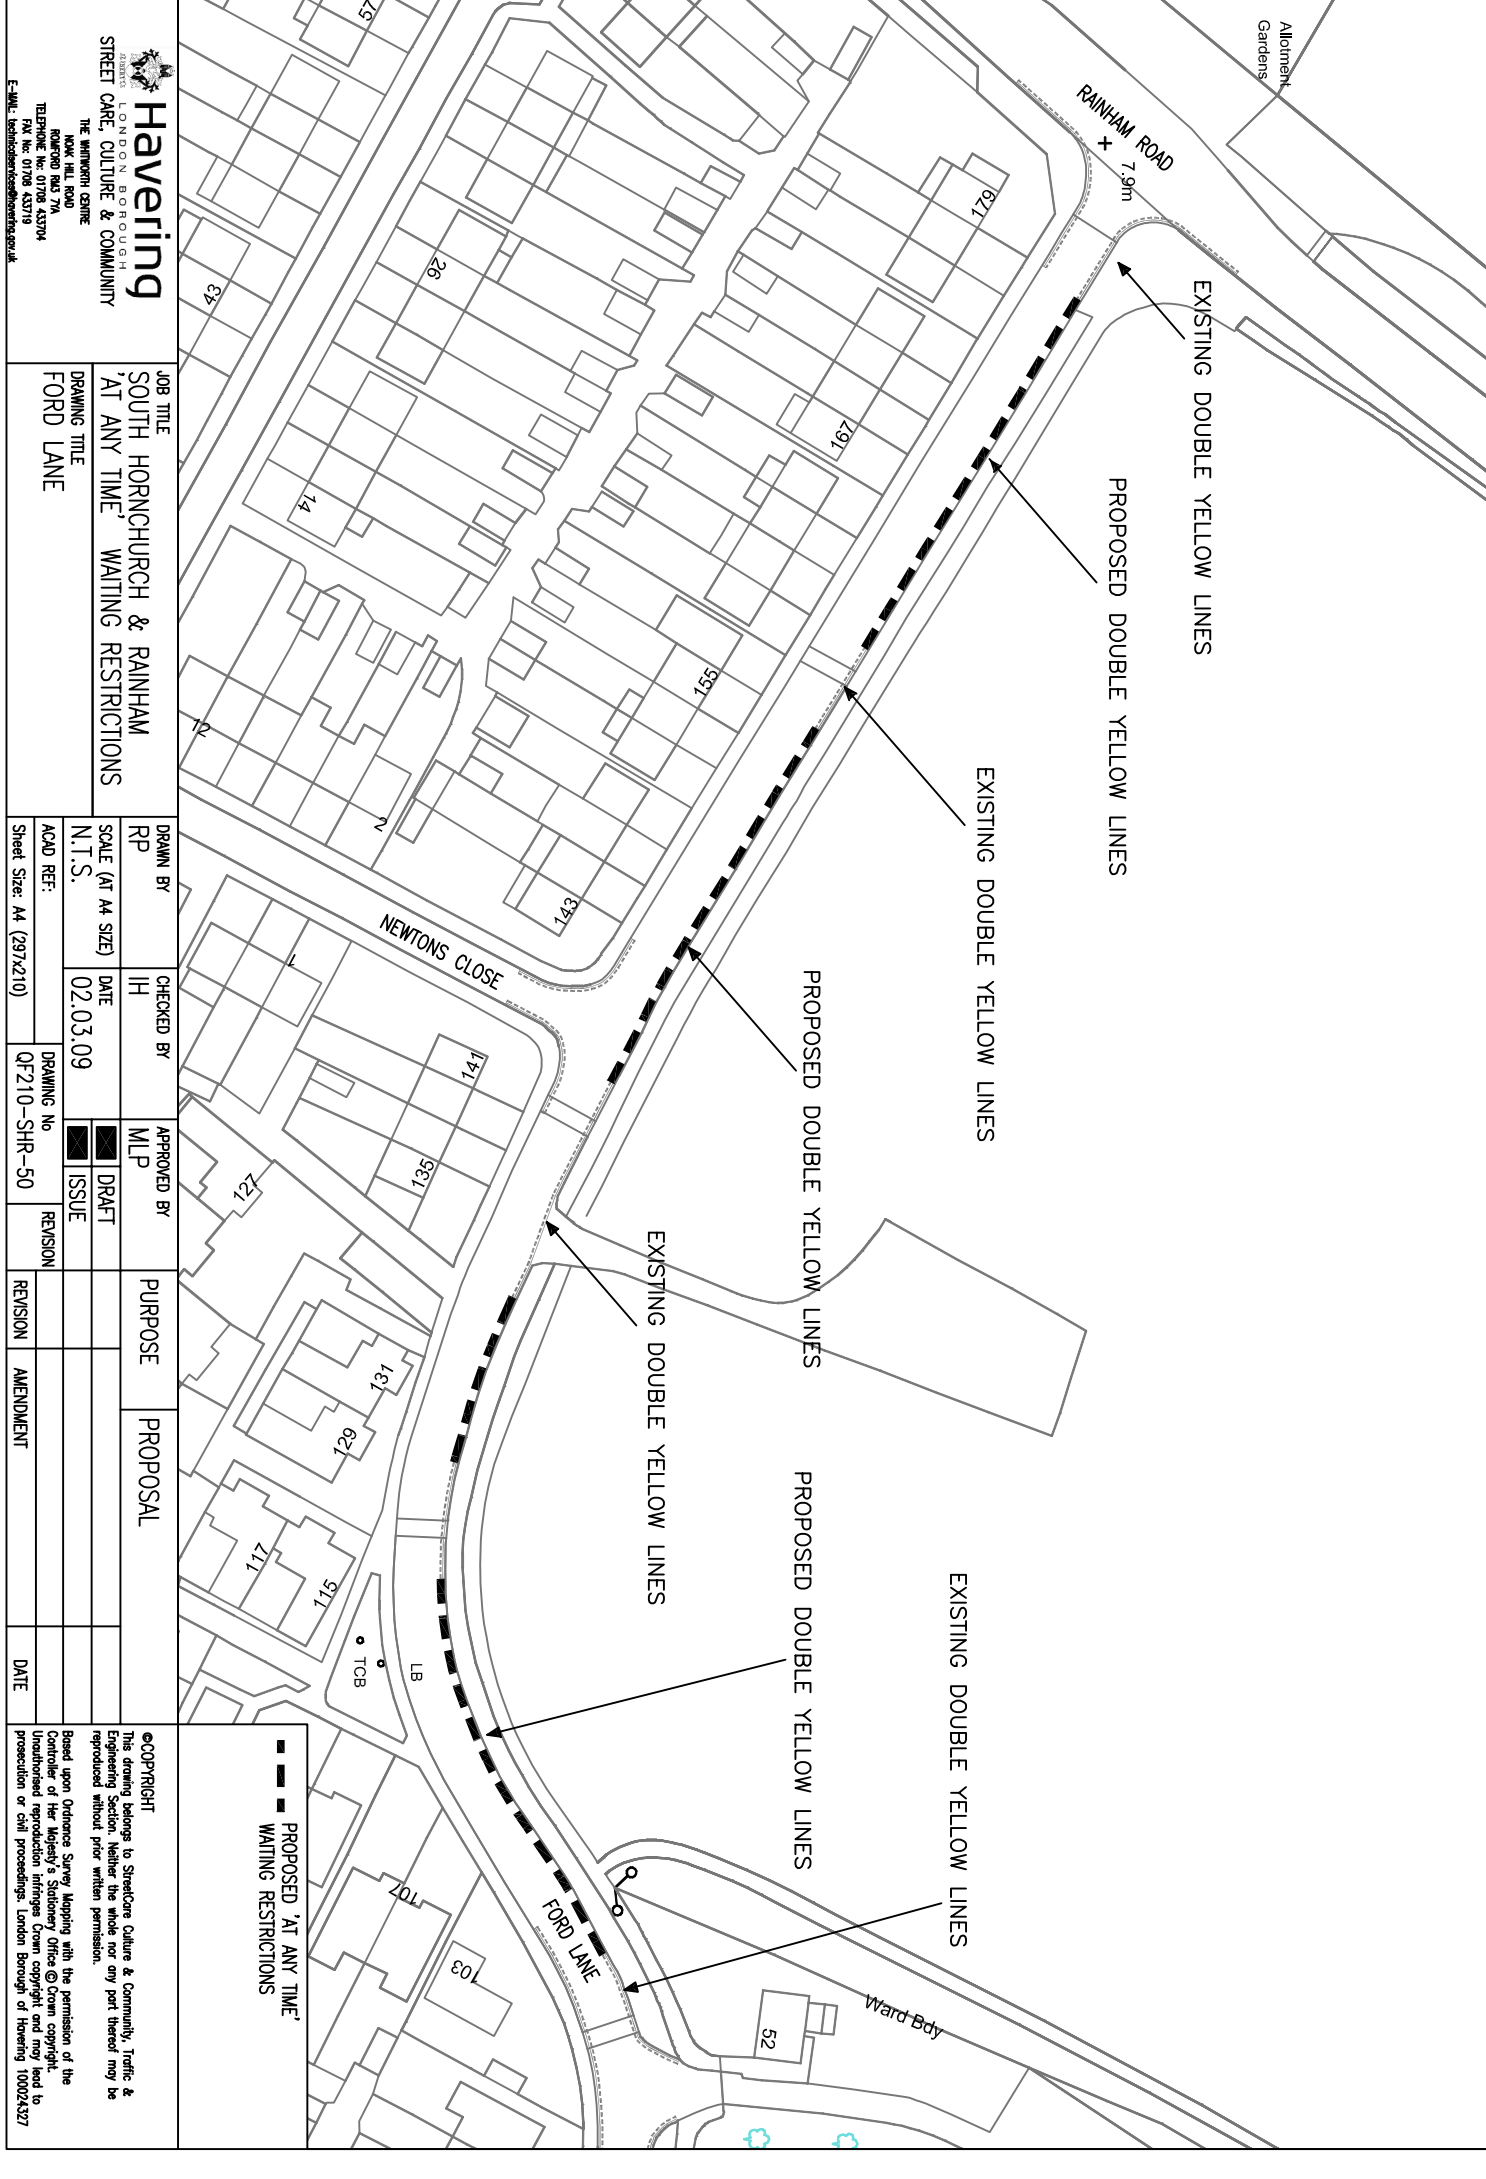 Allotment
Gardens
RAINHAM ROAD
+ 7.9m
EXISTING DOUBLE YELLOW LINES
PROPOSED DOUBLE YELLOW LINES
EXISTING DOUBLE YELLOW LINES
PROPOSED DOUBLE YELLOW LINES
EXISTING DOUBLE YELLOW LINES
PROPOSED DOUBLE YELLOW LINES
EXISTING DOUBLE YELLOW LINES
179
167
155
143
57
26
43
14
12
2
1
NEWTONS CLOSE
141
135
127
131
129
117
115
TCB
LB
107
103
FORD LANE
52
Ward Bdy
PROPOSED 'AT ANY TIME'
WAITING RESTRICTIONS
Havering
LONDON BOROUGH
STREET CARE, CULTURE & COMMUNITY
THE WHITWORTH CENTRE
NOAK HILL ROAD
ROMFORD RM3 7YA
TELEPHONE No: 01708 433704
FAX No: 01708 433719
E-MAIL: technicalservices@havering.gov.uk
JOB TITLE
SOUTH HORNCHURCH & RAINHAM
'AT ANY TIME' WAITING RESTRICTIONS
DRAWING TITLE
FORD LANE
DRAWN BY
RP
CHECKED BY
IH
APPROVED BY
MLP
SCALE (AT A4 SIZE)
N.T.S.
DATE
02.03.09
DRAFT
ISSUE
ACAD REF:
Sheet Size: A4 (297x210)
DRAWING No
QF210-SHR-50
REVISION
PURPOSE
PROPOSAL
REVISION
AMENDMENT
DATE
©COPYRIGHT
This drawing belongs to StreetCare Culture & Community, Traffic &
Engineering Section. Neither the whole nor any part thereof may be
reproduced without prior written permission.
Based upon Ordnance Survey Mapping with the permission of the
Controller of Her Majesty's Stationery Office © Crown copyright.
Unauthorised reproduction infringes Crown copyright and may lead to
prosecution or civil proceedings. London Borough of Havering 100024327